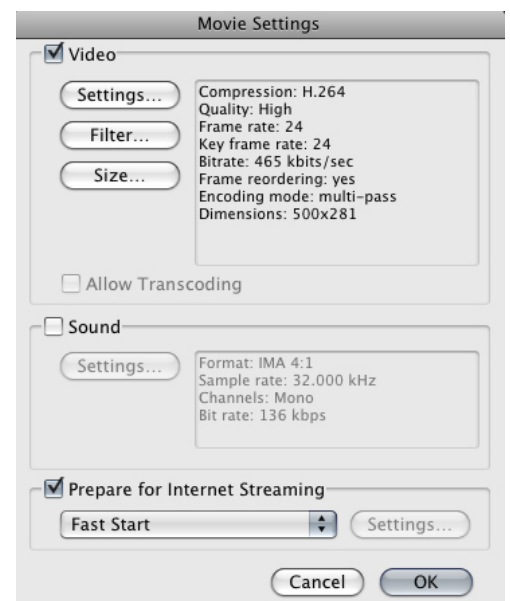 Movie Settings
Video
Settings...
Filter...
Size...
Compression: H.264
Quality: High
Frame rate: 24
Key frame rate: 24
Bitrate: 465 kbits/sec
Frame reordering: yes
Encoding mode: multi-pass
Dimensions: 500x281
Allow Transcoding
Sound
Settings...
Format: IMA 4:1
Sample rate: 32.000 kHz
Channels: Mono
Bit rate: 136 kbps
Prepare for Internet Streaming
Fast Start
Settings...
Cancel
OK